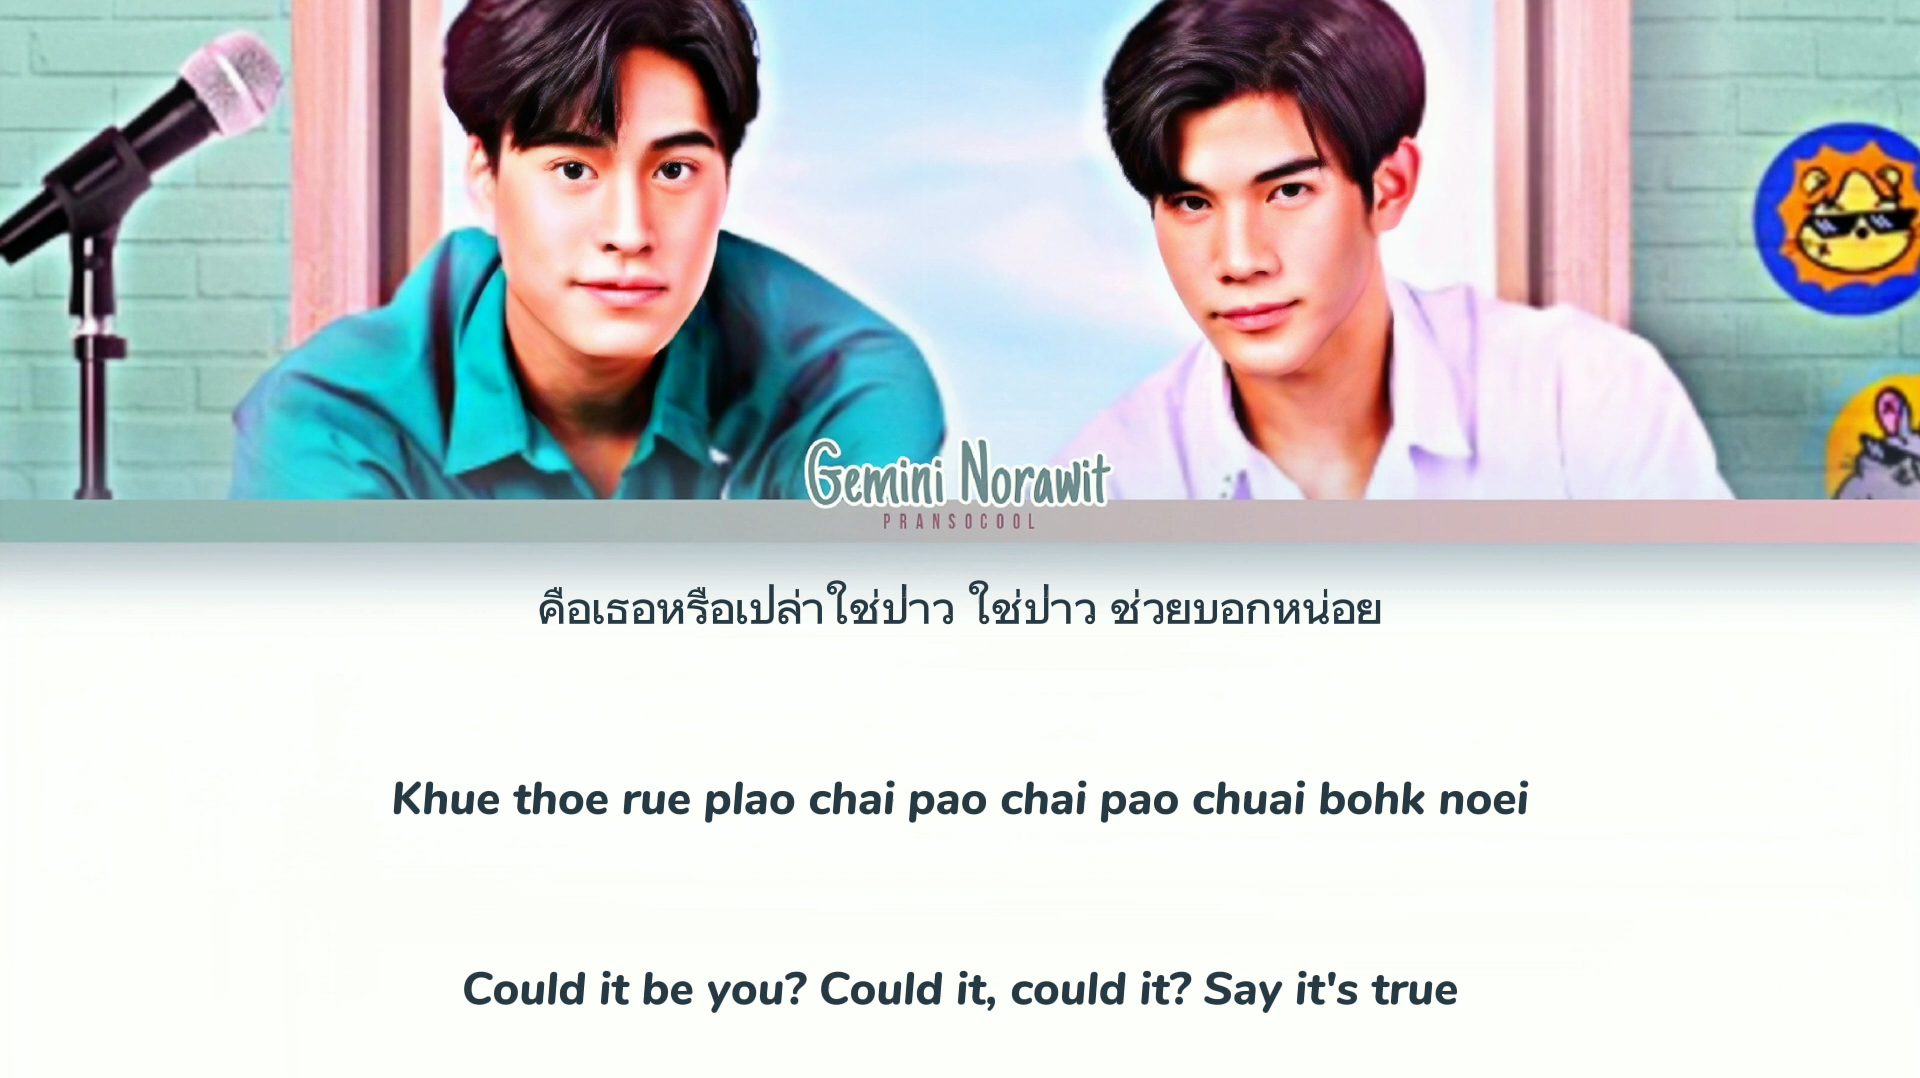 Gemini Norawit
PRANSOCOOL
คือเธอหรือเปล่าใช่ป่าว ใช่ป่าว ช่วยบอกหน่อย
Khue thoe rue plao chai pao chai pao chuai bohk noei
Could it be you? Could it, could it? Say it's true